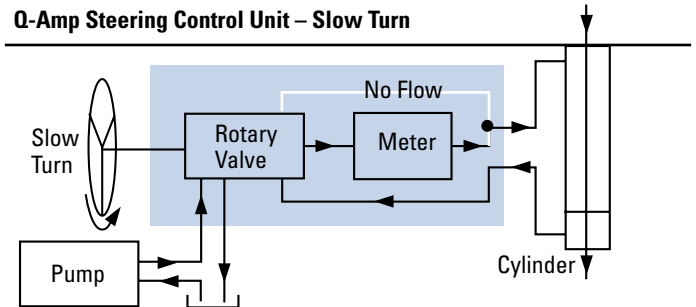 Q-Amp Steering Control Unit – Slow Turn
No Flow
Slow
Turn
Rotary
Valve
Meter
Pump
Cylinder